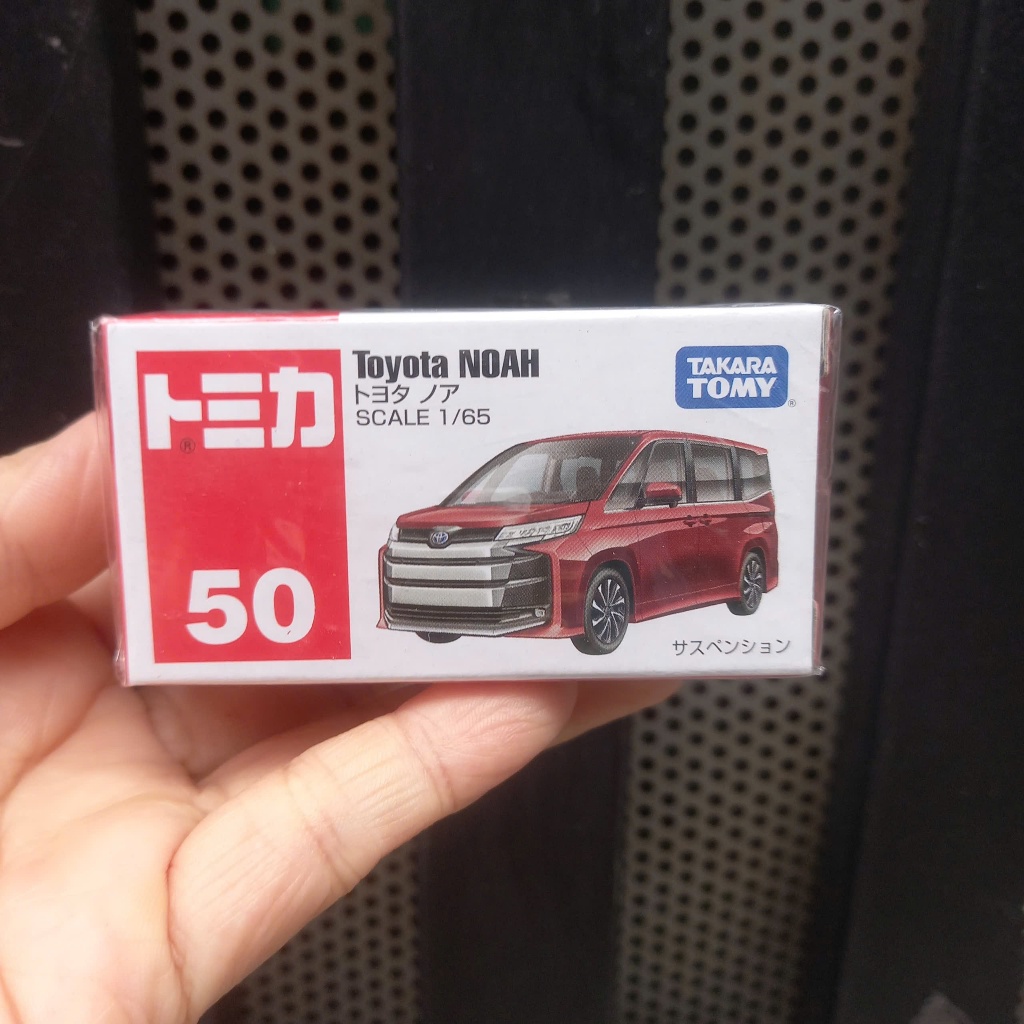 トミカ
®
50
Toyota NOAH
トヨタ ノア
SCALE 1/65
TAKARA
TOMY
®
サスペンション